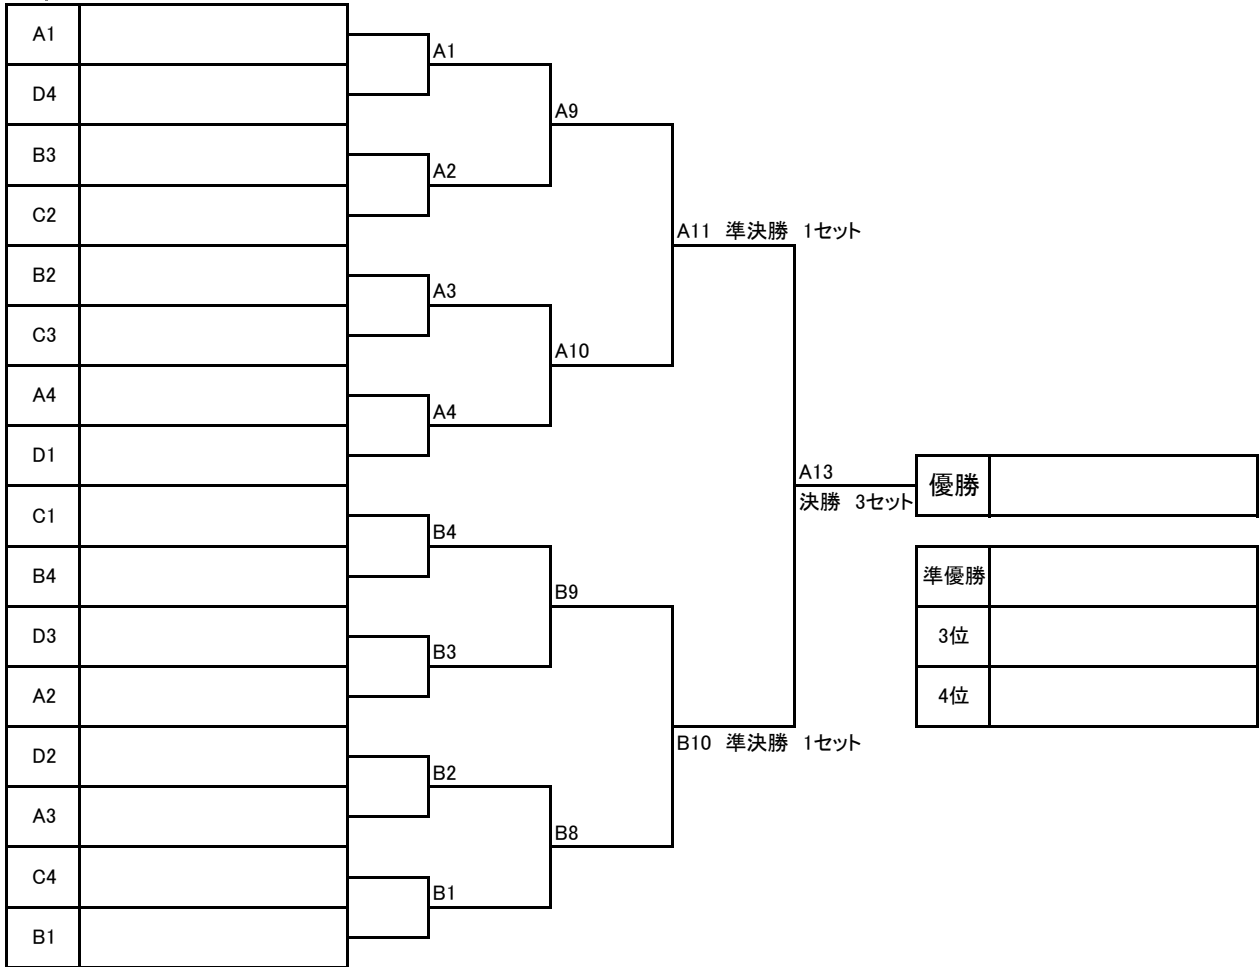 A1
A1
D4
A9
B3
A2
C2
A11 準決勝 1セット
B2
A3
C3
A10
A4
A4
D1
A13
優勝
決勝 3セット
C1
B4
準優勝
B4
B9
D3
3位
B3
A2
4位
D2
B10 準決勝 1セット
B2
A3
B8
C4
B1
B1